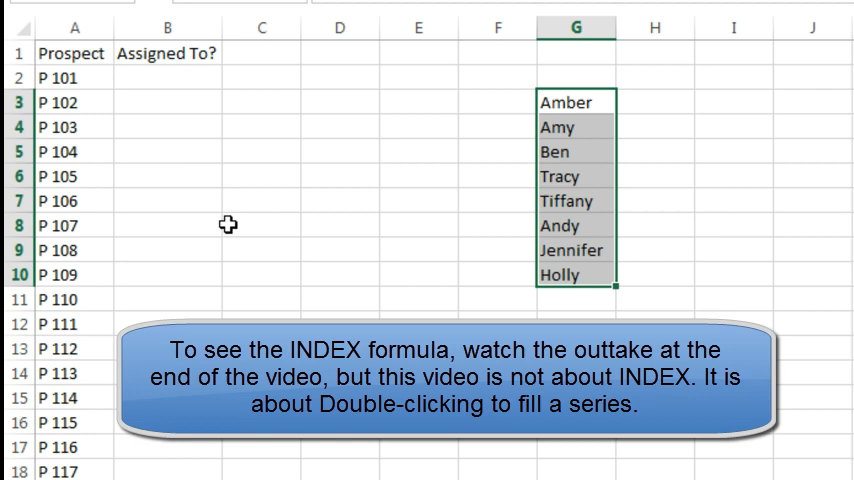 A B C D E F G H I J
1 Prospect Assigned To?
2 P 101
3 P 102 Amber
4 P 103 Amy
5 P 104 Ben
6 P 105 Tracy
7 P 106 Tiffany
8 P 107 Andy
9 P 108 Jennifer
10 P 109 Holly
11 P 110
12 P 111
13 P 112
14 P 113
15 P 114
16 P 115
17 P 116
18 P 117
To see the INDEX formula, watch the outtake at the
end of the video, but this video is not about INDEX. It is
about Double-clicking to fill a series.